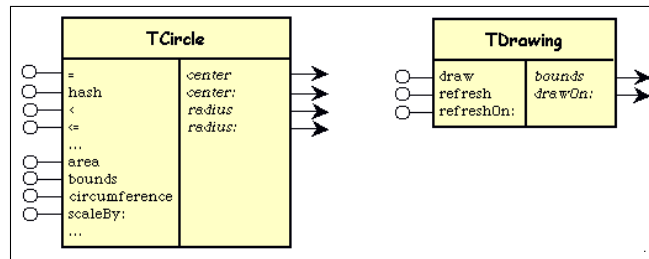 TCircle
=
hash
<
<=
...
area
bounds
circumference
scaleBy:
...
center
center:
radius
radius:
TDrawing
draw
refresh
refreshOn:
bounds
drawOn: